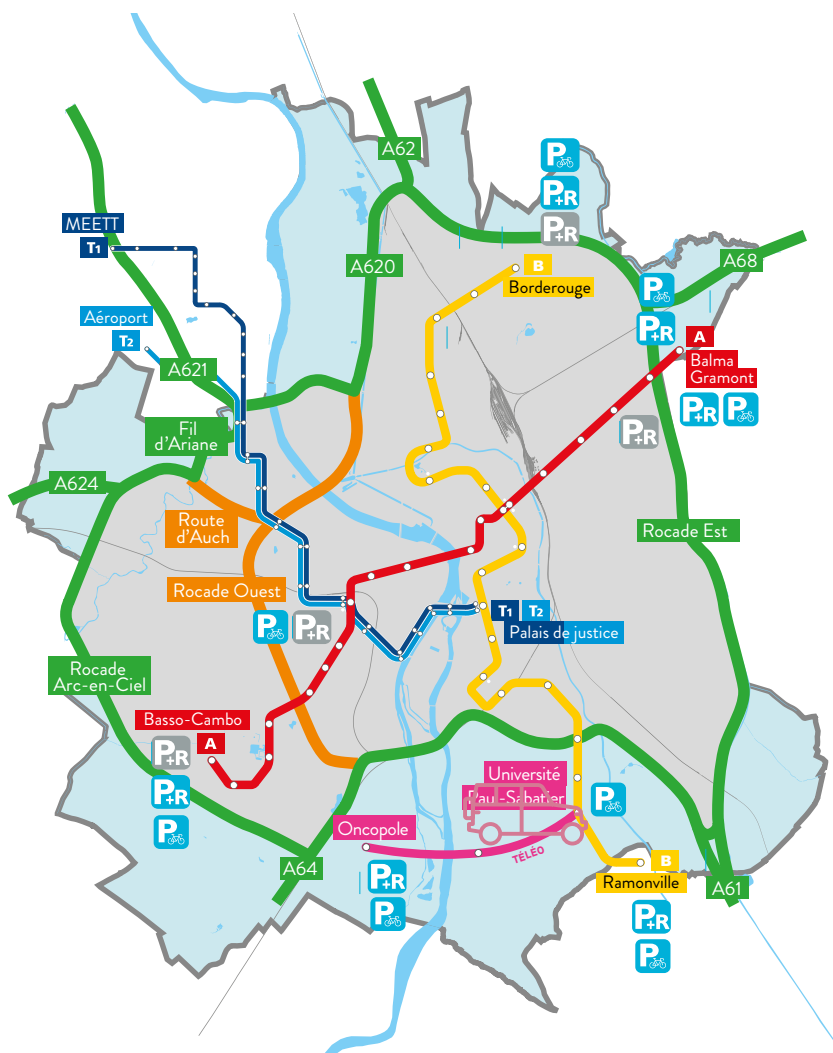 A62
P
P+R
P+R
MEETT
T1
A620
A68
B
Borderouge
P
P+R
Aéroport
T2
A621
A
Balma
Gramont
P+R
P
P+R
Fil
d'Ariane
A624
Route
d'Auch
Rocade Est
Rocade Ouest
P
P+R
T1
T2
Palais de justice
Rocade
Arc-en-Ciel
Basso-Cambo
A
P+R
P+R
P
Université
Paul-Sabatier
P
Oncopole
TÉLÉO
A64
P+R
P
B
Ramonville
A61
P+R
P